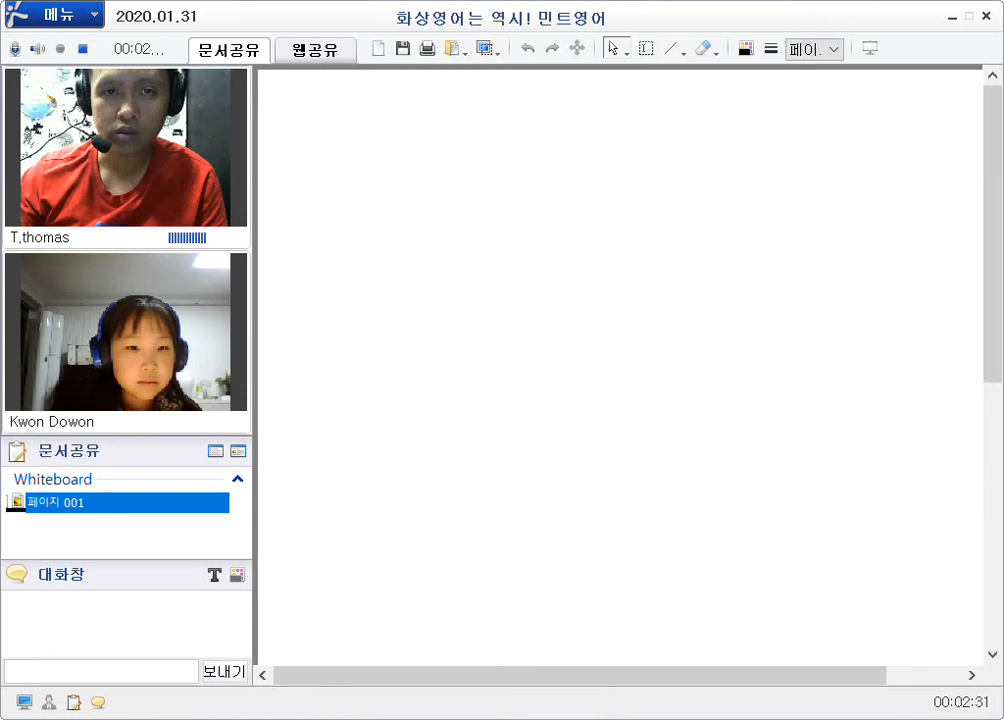 메뉴
2020.01.31
화상영어는 역시! 민트영어
00:02...
문서공유
웹공유
페이.
T.thomas
Kwon Dowon
문서공유
Whiteboard
페이지 001
대화창
T
보내기
00:02:31